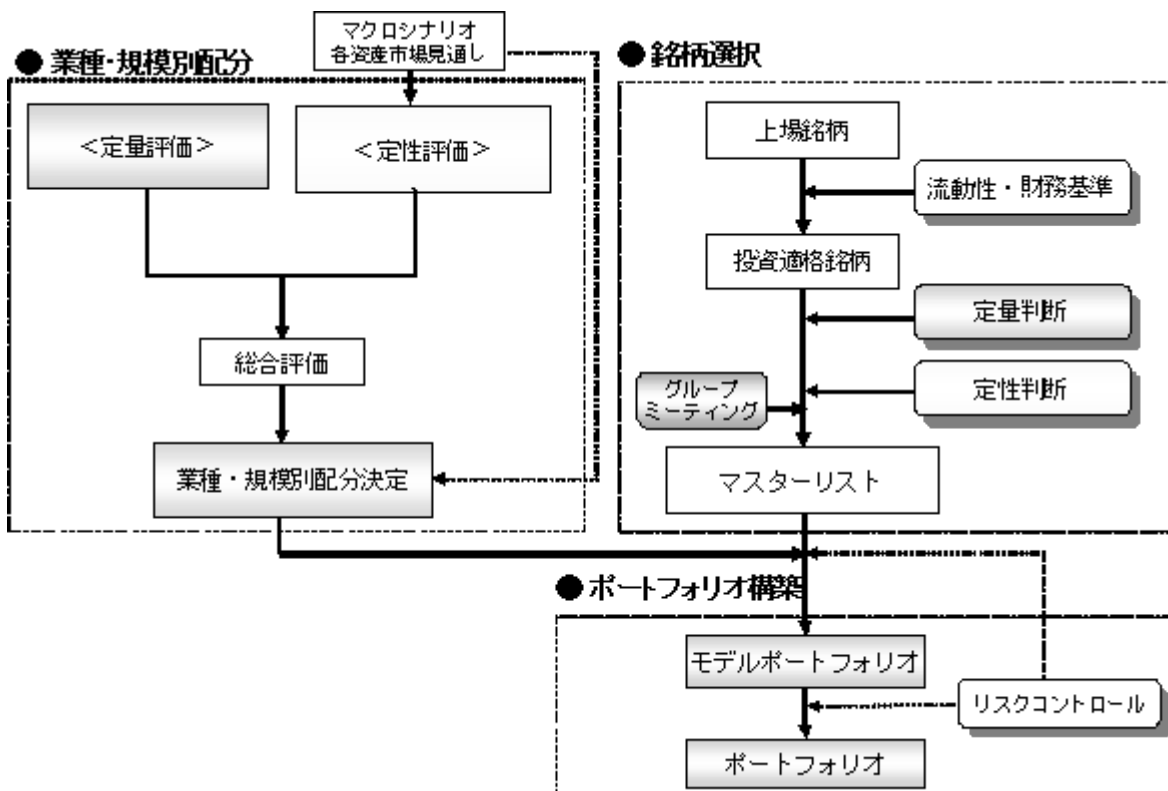 マクロシナリオ
各資産市場見通し
● 業種・規模別配分
＜定量評価＞
＜定性評価＞
総合評価
業種・規模別配分決定
● 銘柄選択
上場銘柄
流動性・財務基準
投資適格銘柄
定量判断
定性判断
グループ
ミーティング
マスターリスト
● ポートフォリオ構築
モデルポートフォリオ
リスクコントロール
ポートフォリオ